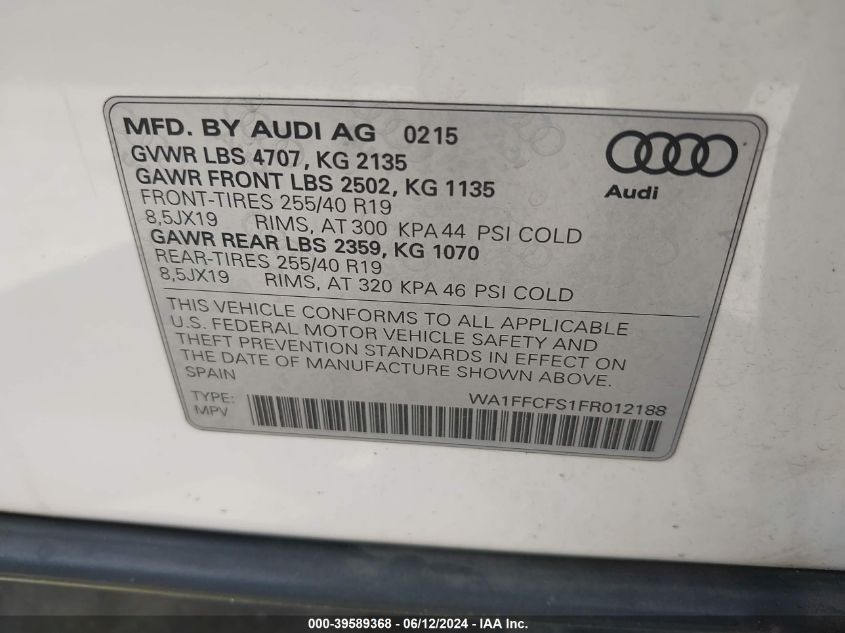 MFD. BY AUDI AG 0215
GVWR LBS 4707, KG 2135
GAWR FRONT LBS 2502, KG 1135
FRONT-TIRES 255/40 R19
8,5JX19 RIMS, AT 300 KPA 44 PSI COLD
GAWR REAR LBS 2359, KG 1070
REAR-TIRES 255/40 R19
8,5JX19 RIMS, AT 320 KPA 46 PSI COLD
Audi
THIS VEHICLE CONFORMS TO ALL APPLICABLE
U.S. FEDERAL MOTOR VEHICLE SAFETY AND
THEFT PREVENTION STANDARDS IN EFFECT ON
THE DATE OF MANUFACTURE SHOWN ABOVE.
SPAIN
WA1FFCFS1FR012188
TYPE:
MPV
000-39589368 - 06/12/2024 - IAA Inc.